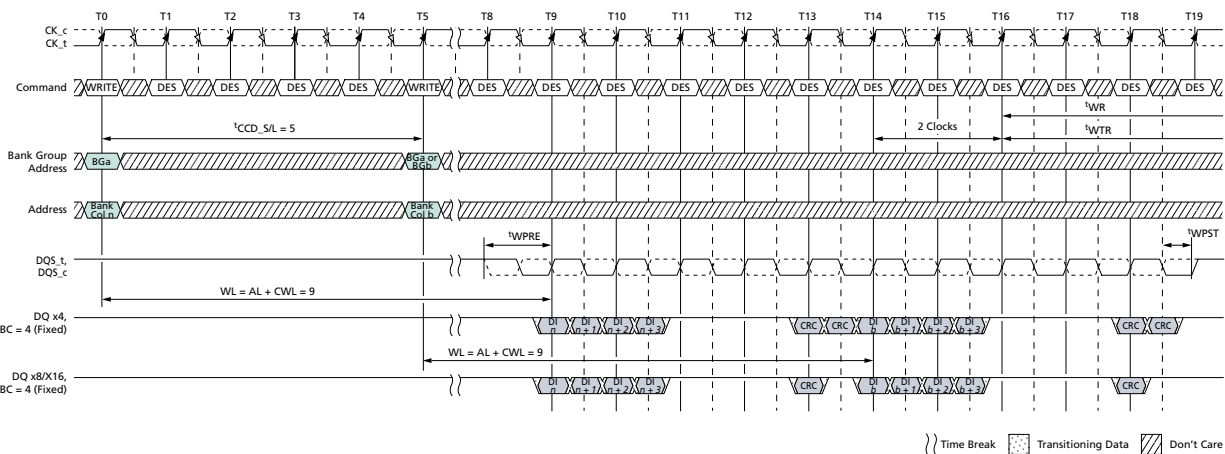 T0 T1 T2 T3 T4 T5 T8 T9 T10 T11 T12 T13 T14 T15 T16 T17 T18 T19
CK_c
CK_t
Command WRITE DES DES DES DES WRITE DES DES DES DES DES DES DES DES DES DES DES DES
tWR
tCCD_S/L = 5 2 Clocks tWTR
Bank Group
Address BGa BGa or
BGb
Address Bank
Col n Bank
Col b
tWPRE tWPST
DQS_t,
DQS_c
WL = AL + CWL = 9
DQ x4,
BC = 4 (Fixed) DI
n DI
n + 1 DI
n + 2 DI
n + 3 CRC CRC DI
b DI
b + 1 DI
b + 2 DI
b + 3 CRC CRC
WL = AL + CWL = 9
DQ x8/X16,
BC = 4 (Fixed) DI
n DI
n + 1 DI
n + 2 DI
n + 3 CRC DI
b DI
b + 1 DI
b + 2 DI
b + 3 CRC
Time Break Transitioning Data Don't Care